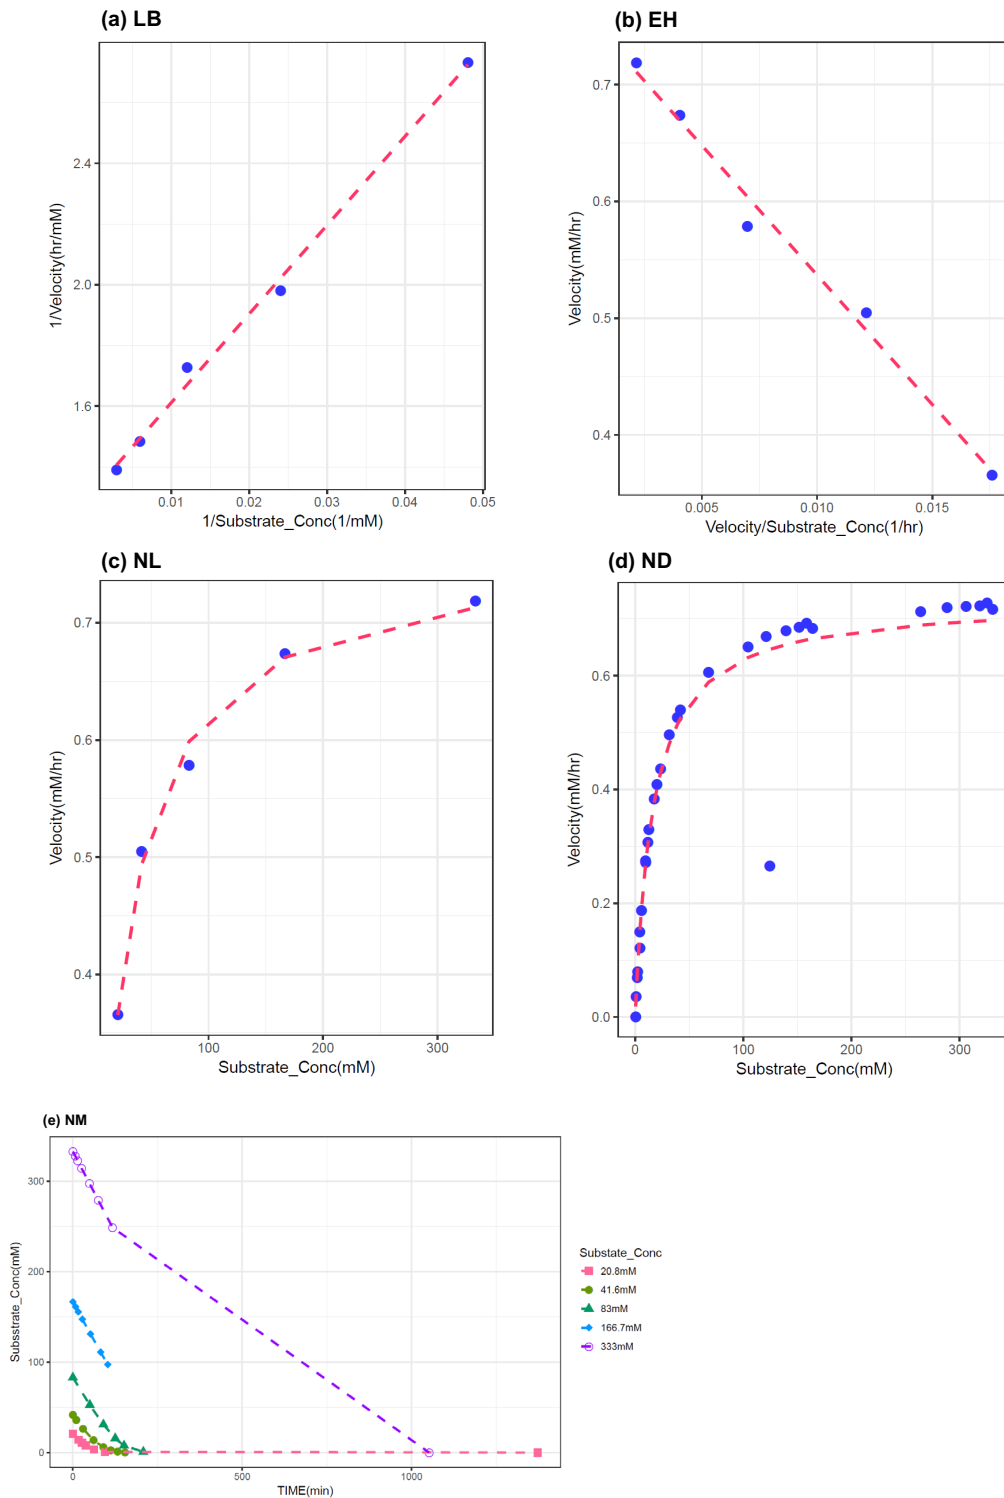 (a) LB
2.4
2.0
1.6
1/Velocity(hr/mM)
0.01
0.02
0.03
0.04
0.05
1/Substrate_Conc(1/mM)
(b) EH
0.7
0.6
0.5
0.4
Velocity(mM/hr)
0.005
0.010
0.015
Velocity/Substrate_Conc(1/hr)
(c) NL
0.7
0.6
0.5
0.4
Velocity(mM/hr)
100
200
300
Substrate_Conc(mM)
(d) ND
0.6
0.4
0.2
0.0
Velocity(mM/hr)
0
100
200
300
Substrate_Conc(mM)
(e) NM
300
200
100
0
Subsstrate_Conc(mM)
0
500
1000
TIME(min)
Substate_Conc
20.8mM
41.6mM
83mM
166.7mM
333mM